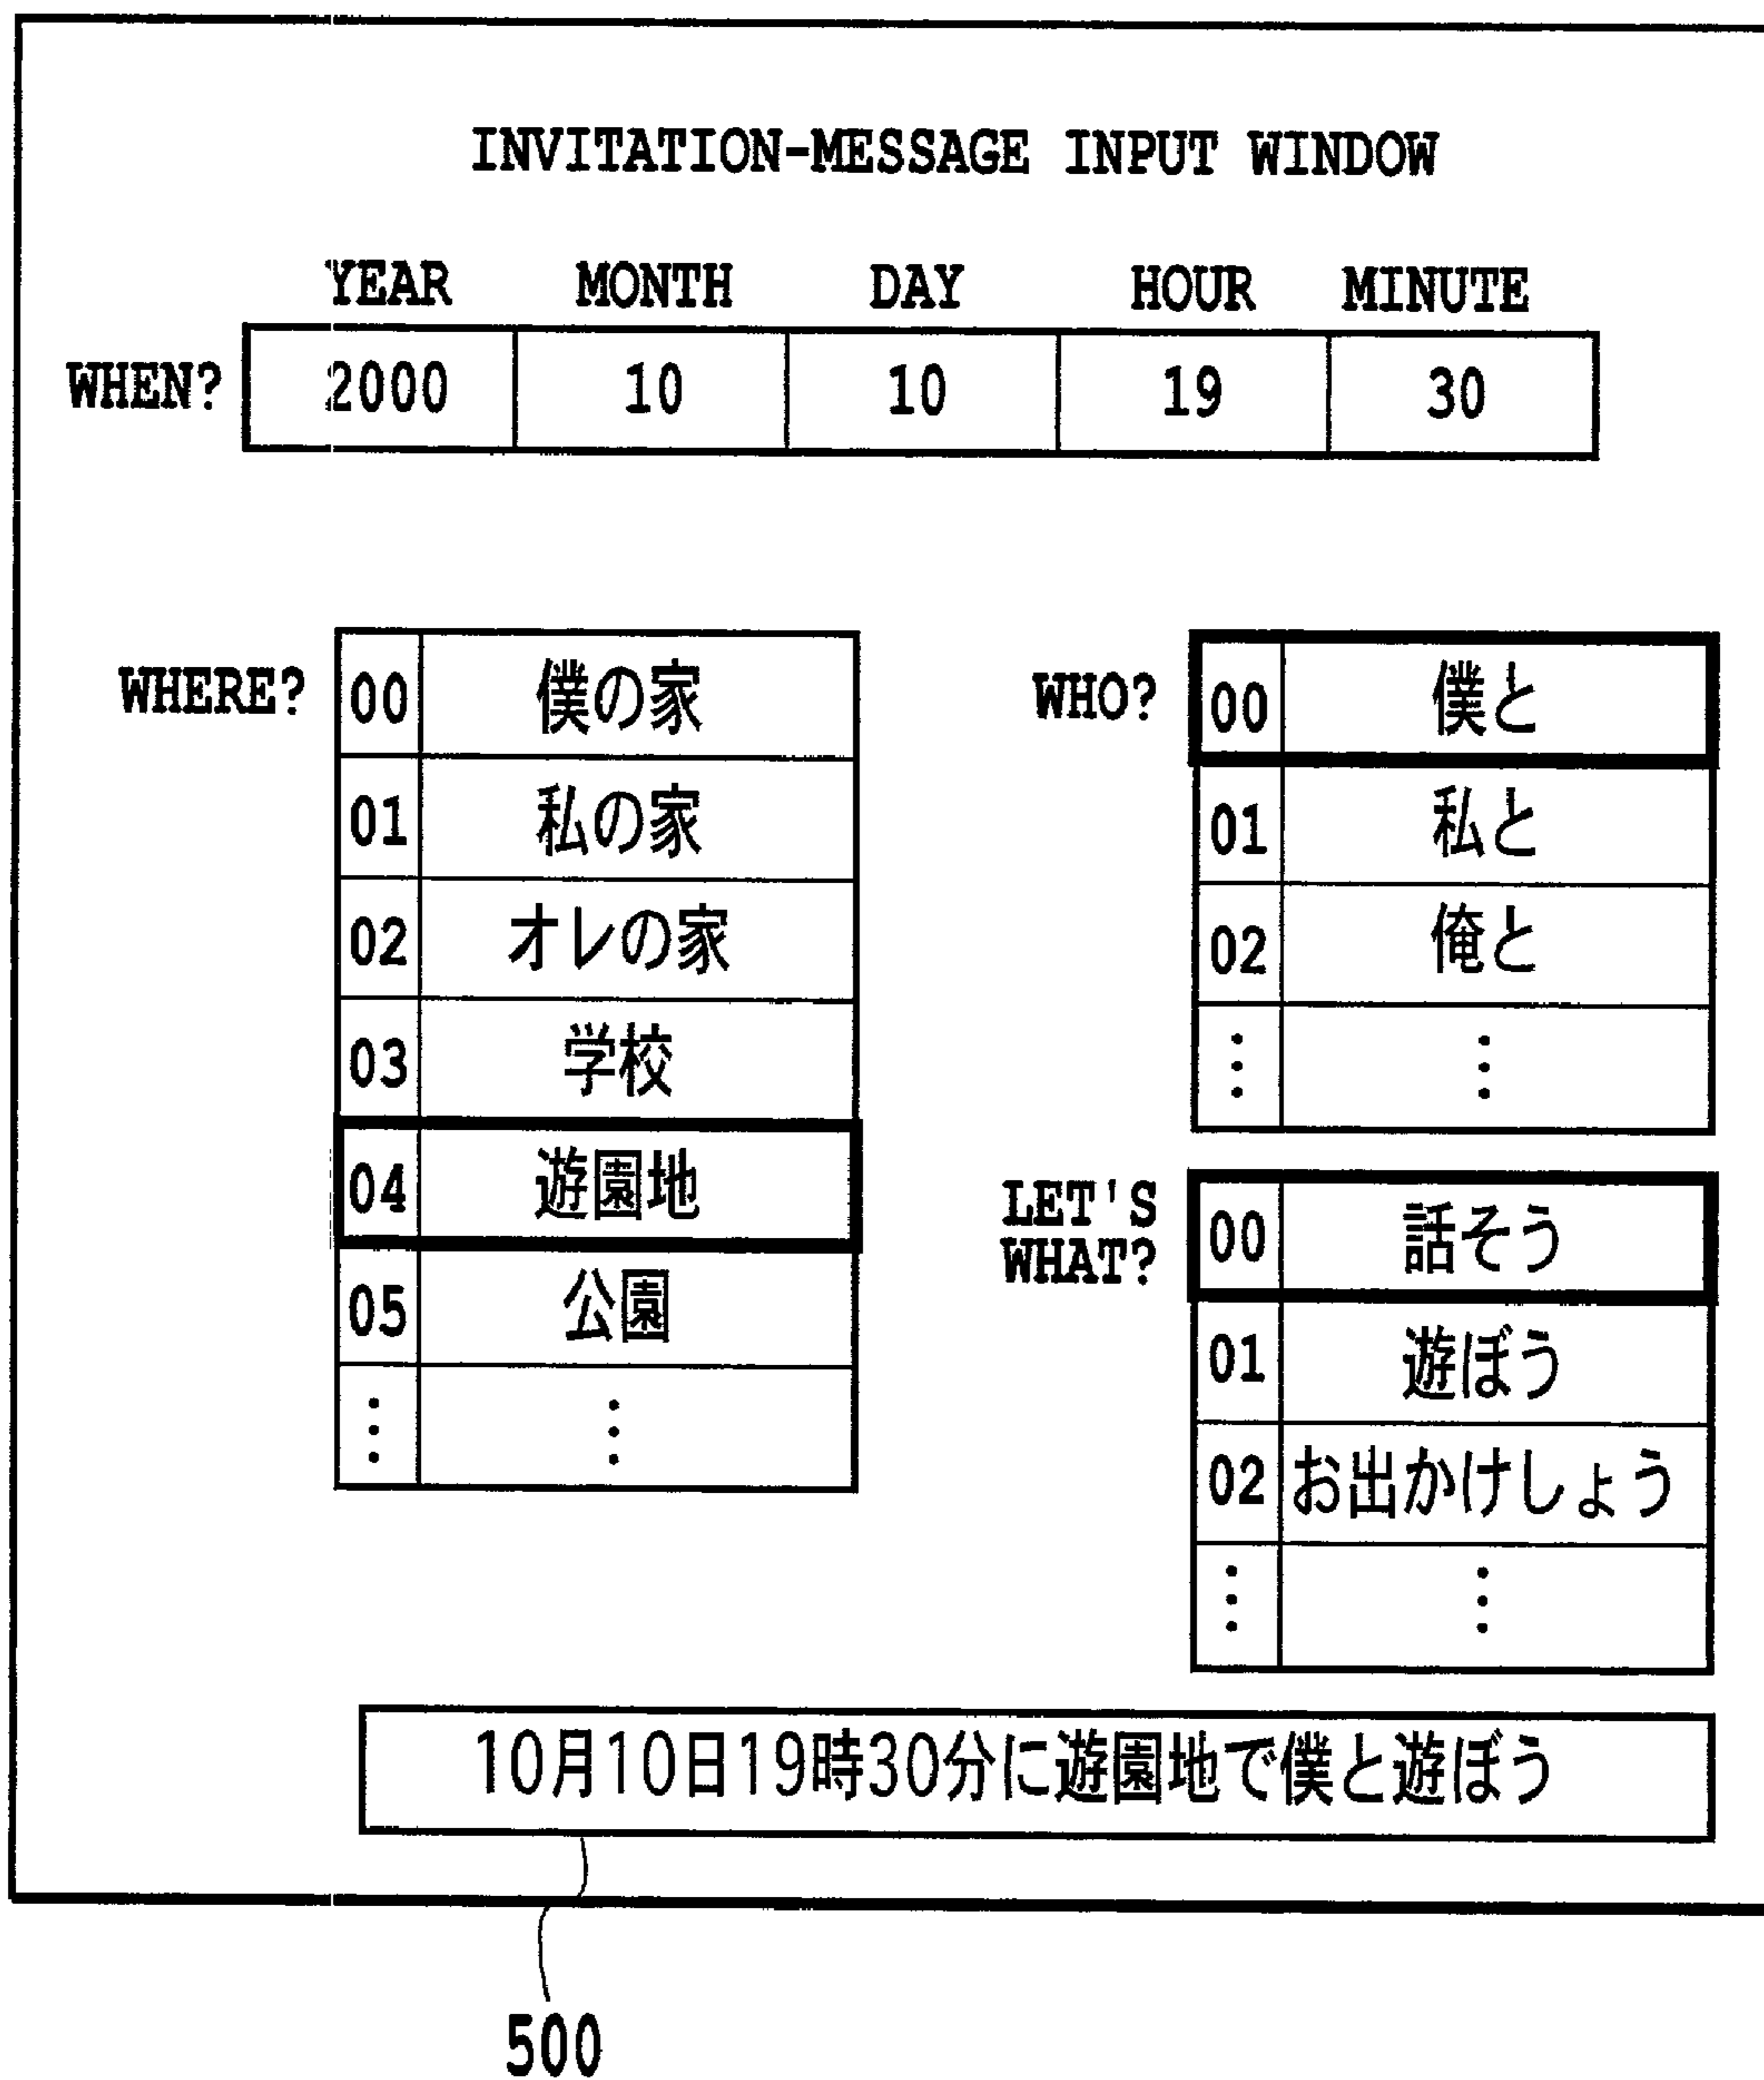 INVITATION-MESSAGE INPUT WINDOW
YEAR MONTH DAY HOUR MINUTE
WHEN? 2000 10 10 19 30
WHERE?
00 僕の家
01 私の家
02 オレの家
03 学校
04 遊園地
05 公園
⋮ ⋮
WHO?
00 僕と
01 私と
02 俺と
⋮ ⋮
LET'S
WHAT?
00 話そう
01 遊ぼう
02 お出かけしょう
⋮ ⋮
10月10日19時30分に遊園地で僕と遊ぼう
500